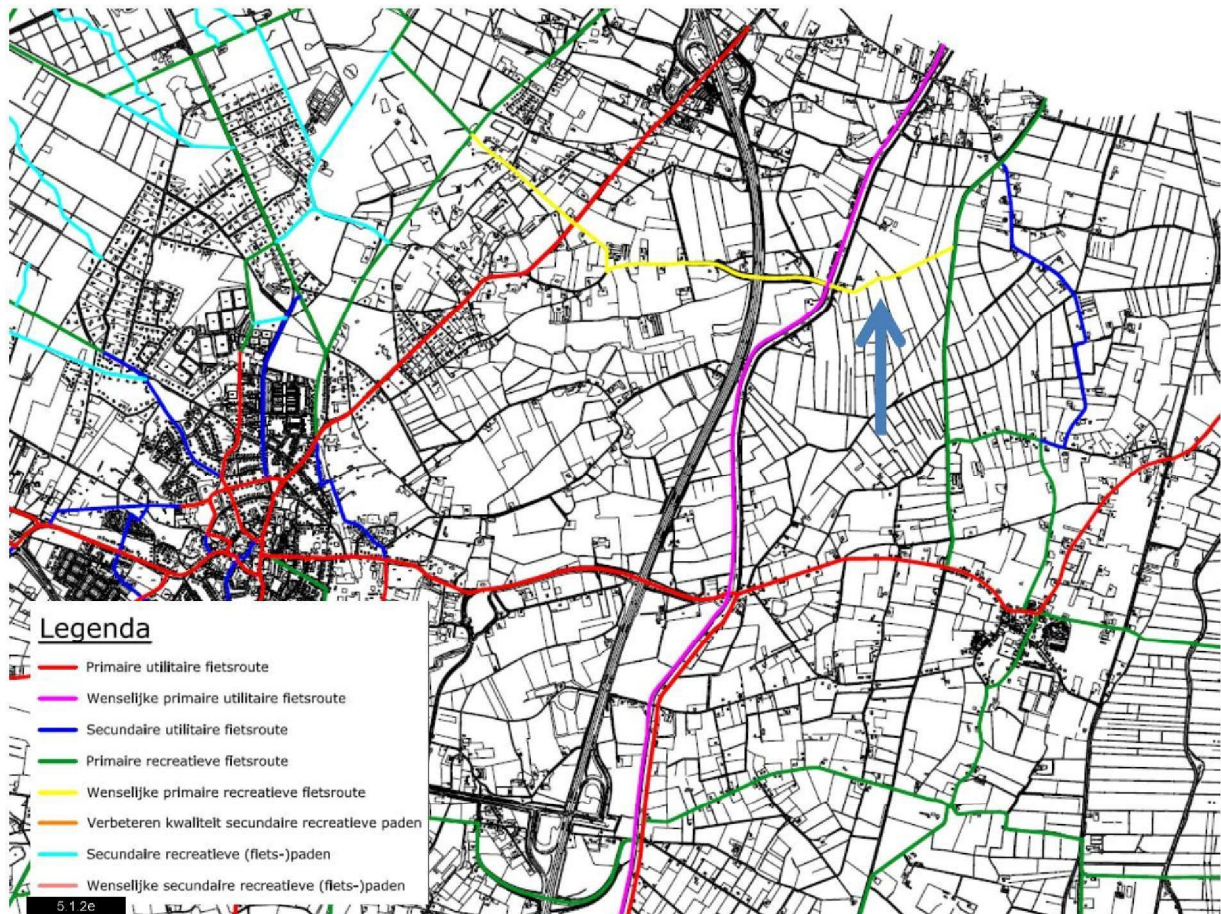 Legenda
Primaire utilitaire fietsroute
Wenselijke primaire utilitaire fietsroute
Secundaire utilitaire fietsroute
Primaire recreatieve fietsroute
Wenselijke primaire recreatieve fietsroute
Verbeteren kwaliteit secundaire recreatieve paden
Secundaire recreatieve (fiets-)paden
Wenselijke secundaire recreatieve (fiets-)paden
5.1.2e